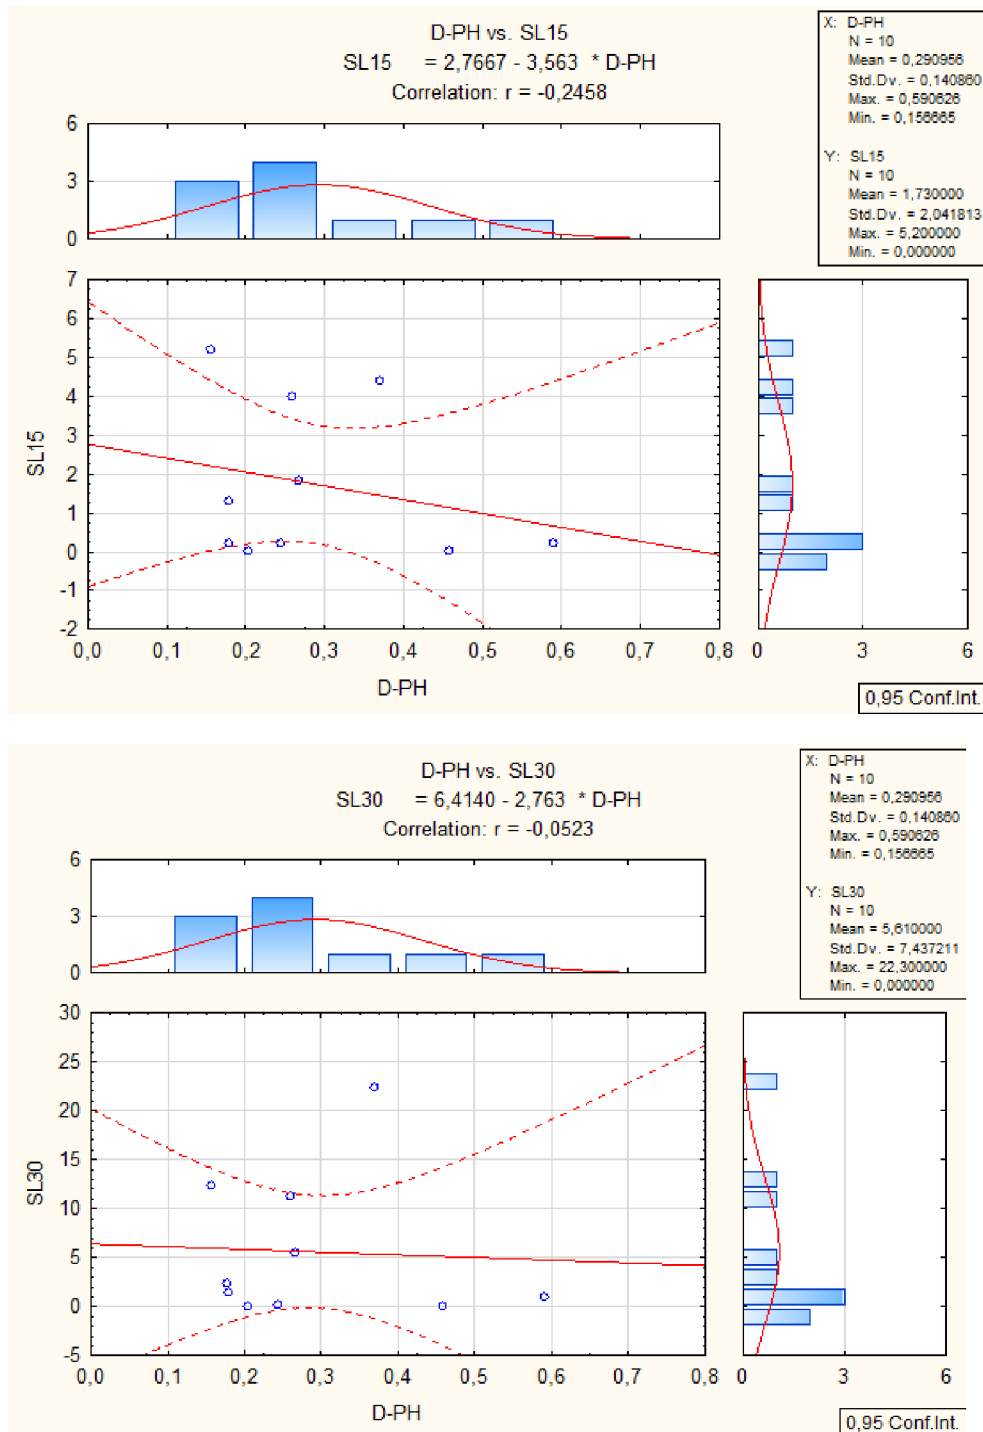 D-PH vs. SL15
SL15 = 2,7667 - 3,563 * D-PH
Correlation: r = -0,2458
X: D-PH
N = 10
Mean = 0,290956
Std.Dv. = 0,140860
Max. = 0,590626
Min. = 0,156665
Y: SL15
N = 10
Mean = 1,730000
Std.Dv. = 2,041813
Max. = 5,200000
Min. = 0,000000
6
3
0
7
6
5
4
3
2
1
0
-1
-2
SL15
0,0 0,1 0,2 0,3 0,4 0,5 0,6 0,7 0,8
D-PH
0 3 6
0,95 Conf.Int.
D-PH vs. SL30
SL30 = 6,4140 - 2,763 * D-PH
Correlation: r = -0,0523
X: D-PH
N = 10
Mean = 0,290956
Std.Dv. = 0,140860
Max. = 0,590626
Min. = 0,156665
Y: SL30
N = 10
Mean = 5,610000
Std.Dv. = 7,437211
Max. = 22,300000
Min. = 0,000000
6
3
0
30
25
20
15
10
5
0
-5
SL30
0,0 0,1 0,2 0,3 0,4 0,5 0,6 0,7 0,8
D-PH
0 3 6
0,95 Conf.Int.